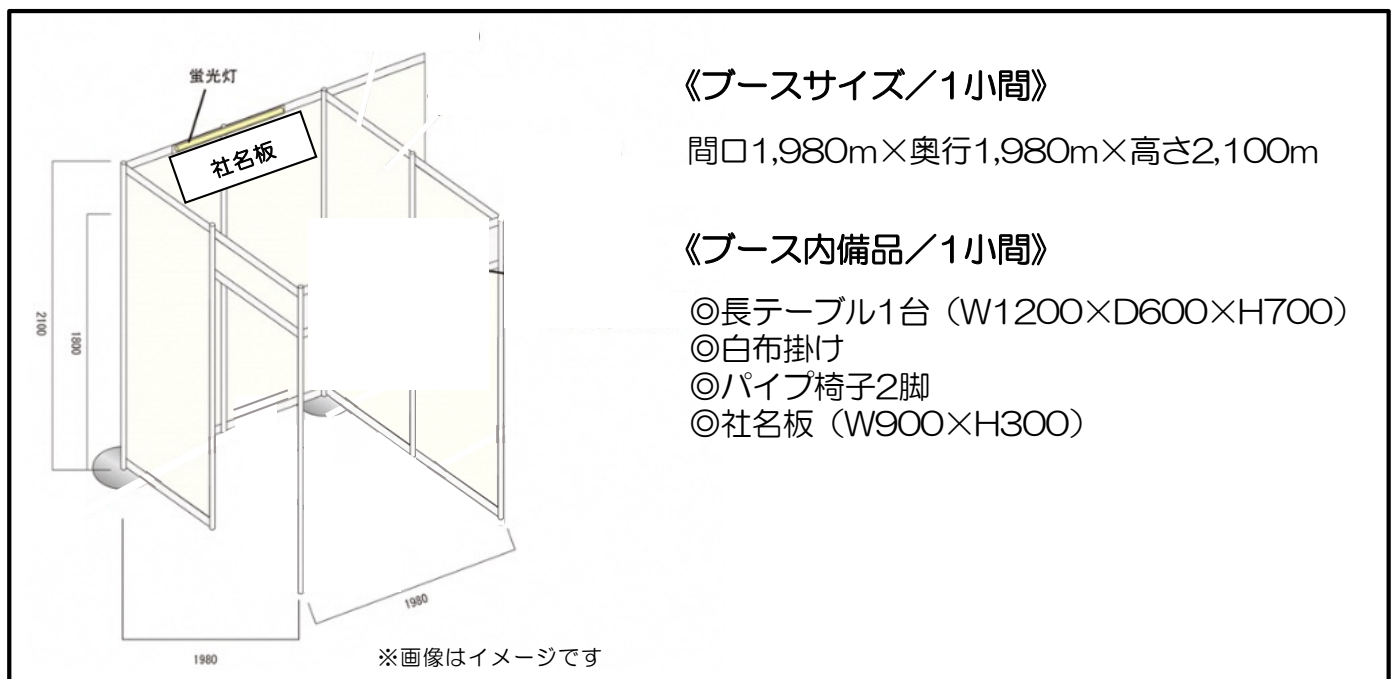 蛍光灯
社名板
2100
1800
1980
1980
※画像はイメージです
《ブースサイズ／1小間》
間口1,980m×奥行1,980m×高さ2,100m
《ブース内備品／1小間》
◎長テーブル1台（W1200×D600×H700）
◎白布掛け
◎パイプ椅子2脚
◎社名板（W900×H300）